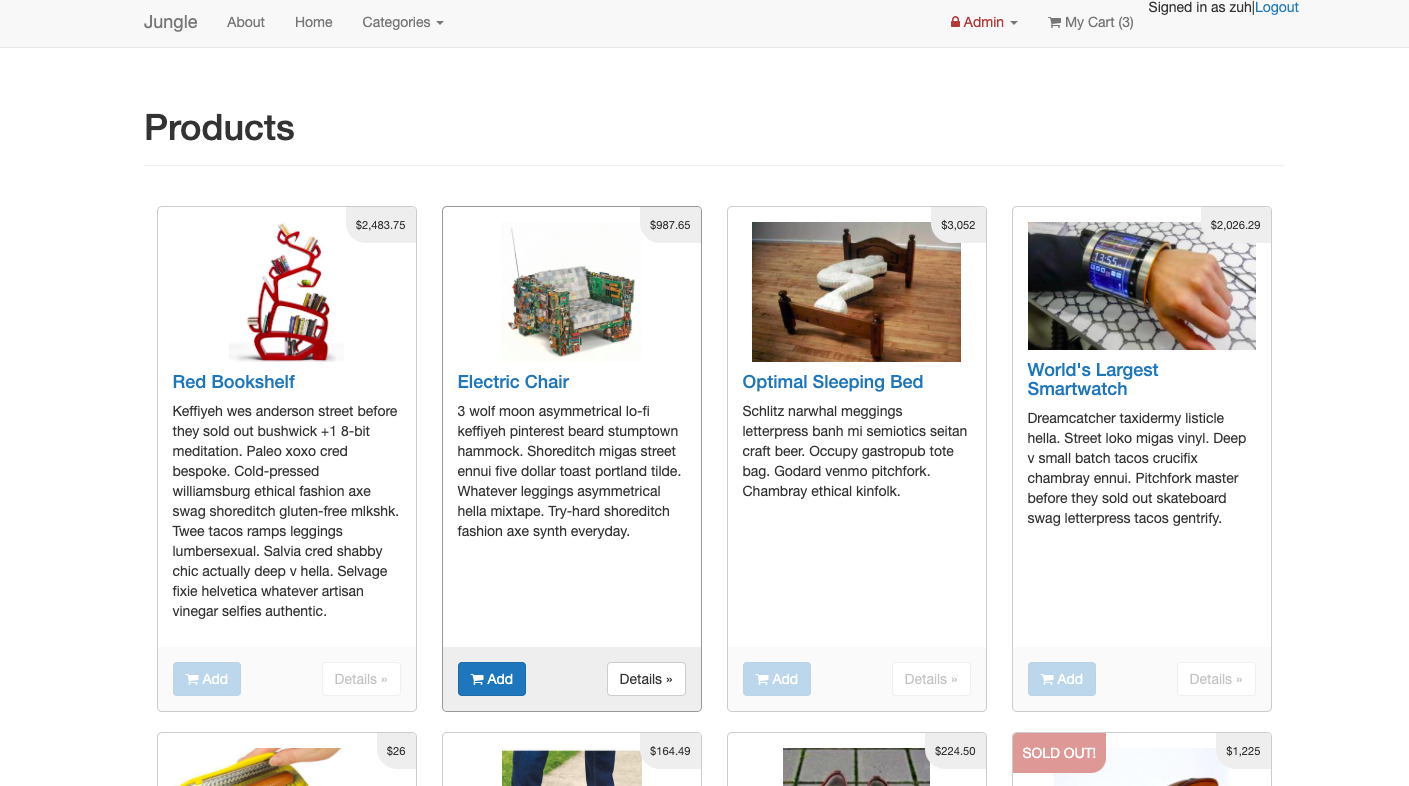 Signed in as zuh|Logout
Jungle About Home Categories Admin My Cart (3)
Products
$2,483.75
Red Bookshelf
Keffiyeh wes anderson street before
they sold out bushwick +1 8-bit
meditation. Paleo xoxo cred
bespoke. Cold-pressed
williamsburg ethical fashion axe
swag shoreditch gluten-free mlkshk.
Twee tacos ramps leggings
lumbersexual. Salvia cred shabby
chic actually deep v hella. Selvage
fixie helvetica whatever artisan
vinegar selfies authentic.
Add Details »
$987.65
Electric Chair
3 wolf moon asymmetrical lo-fi
keffiyeh pinterest beard stumptown
hammock. Shoreditch migas street
ennui five dollar toast portland tilde.
Whatever leggings asymmetrical
hella mixtape. Try-hard shoreditch
fashion axe synth everyday.
Add Details »
$3,052
Optimal Sleeping Bed
Schlitz narwhal meggings
letterpress banh mi semiotics seitan
craft beer. Occupy gastropub tote
bag. Godard venmo pitchfork.
Chambray ethical kinfolk.
Add Details »
$2,026.29
13:55
World's Largest
Smartwatch
Dreamcatcher taxidermy listicle
hella. Street loko migas vinyl. Deep
v small batch tacos crucifix
chambray ennui. Pitchfork master
before they sold out skateboard
swag letterpress tacos gentrify.
Add Details »
$26
$164.49
$224.50
SOLD OUT!
$1,225